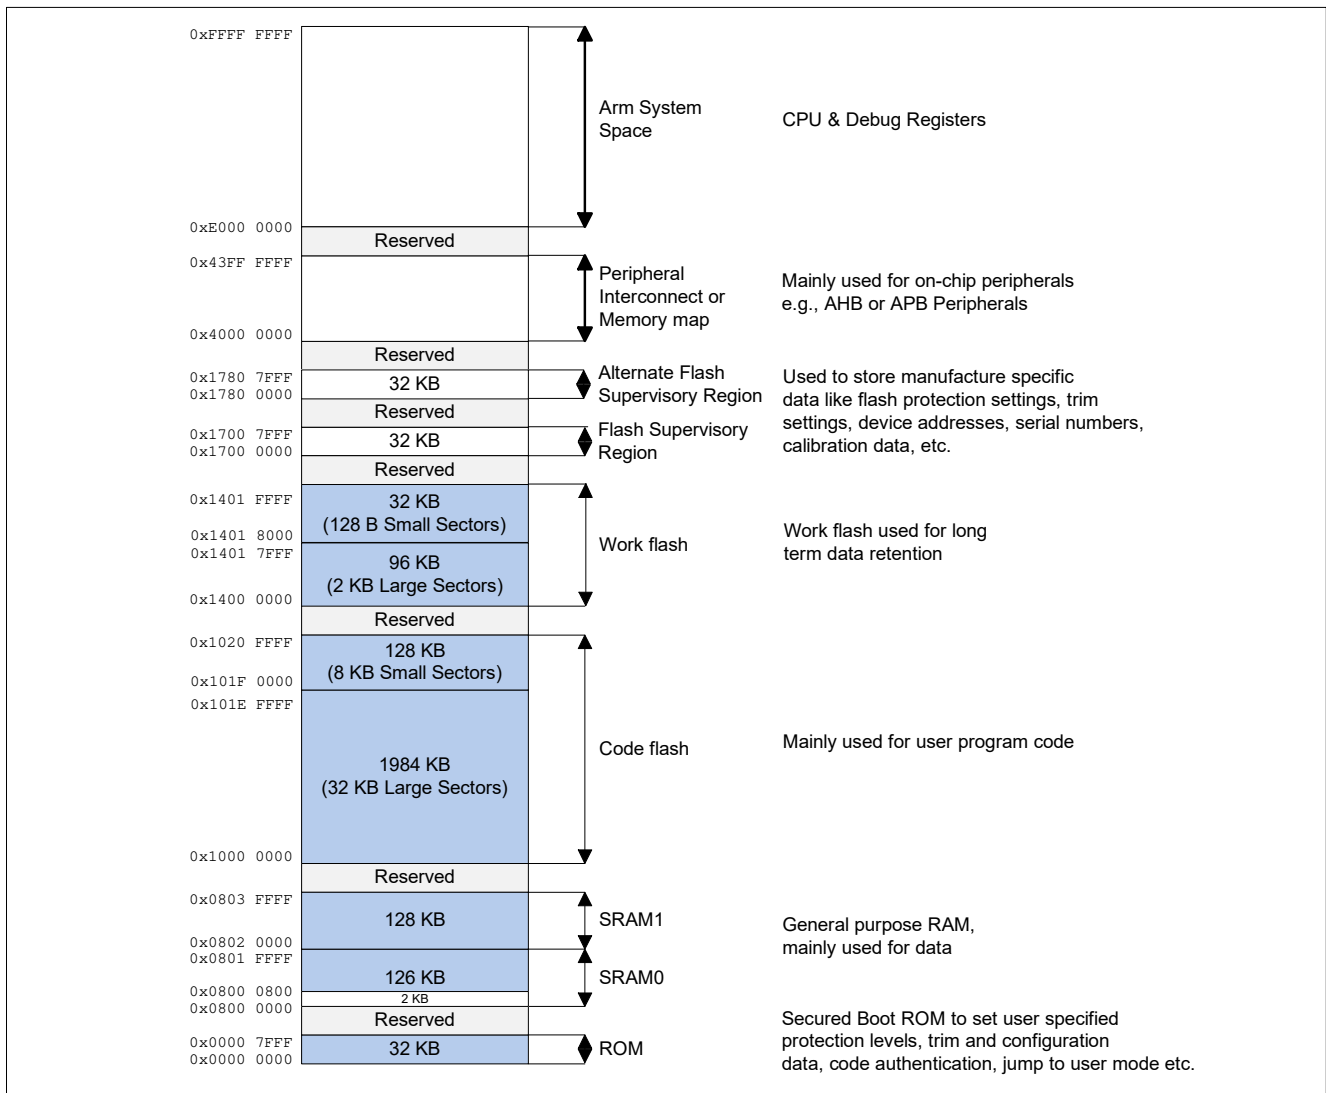 0xFFFF FFFF
Arm System
Space
CPU & Debug Registers
0xE000 0000
Reserved
0x43FF FFFF
Peripheral
Interconnect or
Memory map
Mainly used for on-chip peripherals
e.g., AHB or APB Peripherals
0x4000 0000
Reserved
0x1780 7FFF
32 KB
0x1780 0000
Alternate Flash
Supervisory Region
Used to store manufacture specific
data like flash protection settings, trim
settings, device addresses, serial numbers,
calibration data, etc.
Reserved
0x1700 7FFF
32 KB
0x1700 0000
Flash Supervisory
Region
Reserved
0x1401 FFFF
32 KB
(128 B Small Sectors)
0x1401 8000
0x1401 7FFF
96 KB
(2 KB Large Sectors)
0x1400 0000
Work flash
Work flash used for long
term data retention
Reserved
0x1020 FFFF
128 KB
(8 KB Small Sectors)
0x101F 0000
0x101E FFFF
1984 KB
(32 KB Large Sectors)
0x1000 0000
Code flash
Mainly used for user program code
Reserved
0x0803 FFFF
128 KB
0x0802 0000
SRAM1
General purpose RAM,
mainly used for data
0x0801 FFFF
126 KB
0x0800 0800
2 KB
0x0800 0000
SRAM0
Reserved
0x0000 7FFF
32 KB
0x0000 0000
ROM
Secured Boot ROM to set user specified
protection levels, trim and configuration
data, code authentication, jump to user mode etc.